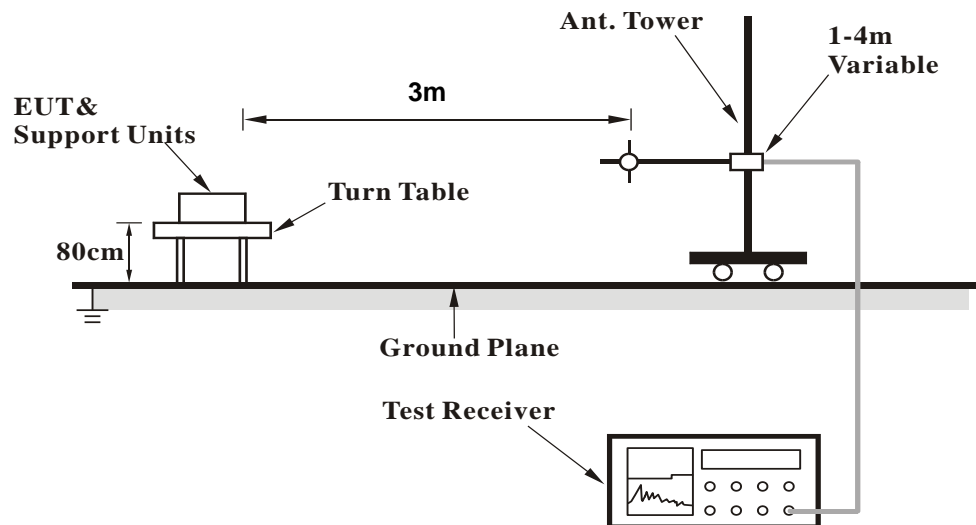 Ant. Tower
1-4m
Variable
3m
EUT&
Support Units
Turn Table
80cm
Ground Plane
Test Receiver